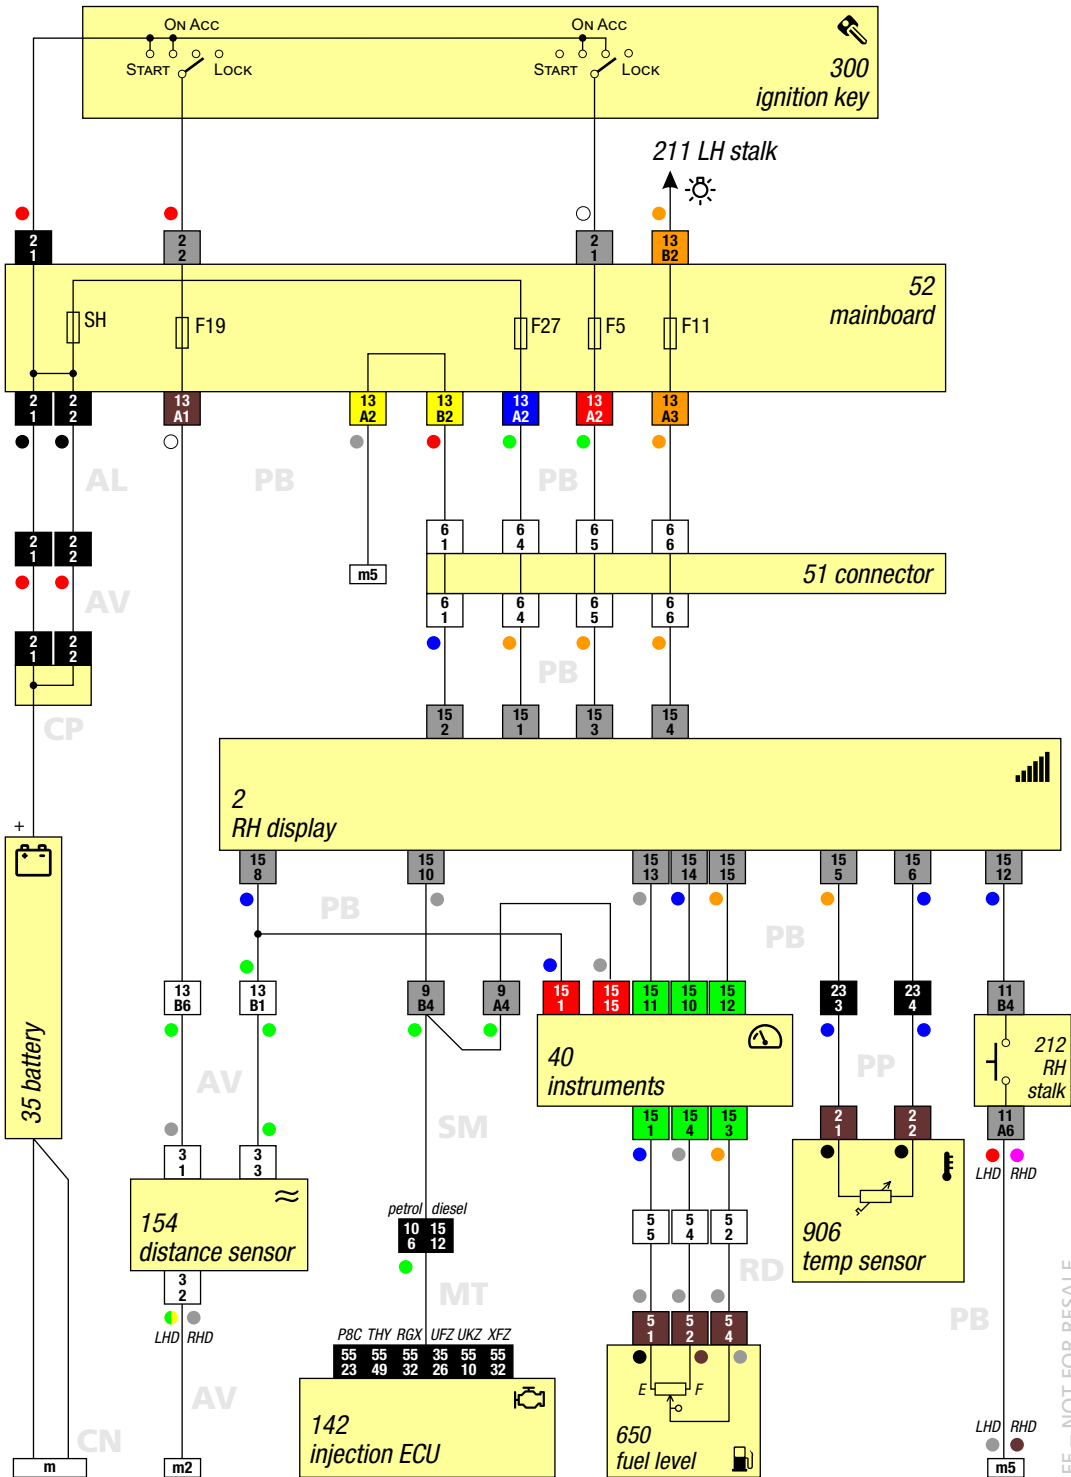 ON ACC
ON ACC
START
LOCK
START
LOCK
300
ignition key
211 LH stalk
2 1
2 2
2 1
13 B2
52
mainboard
SH
F19
F27
F5
F11
2 1
2 2
13 A1
13 A2
13 B2
13 A2
13 A2
13 A3
AL
PB
PB
2 1
2 2
6 1
6 4
6 5
6 6
m5
51 connector
AV
6 1
6 4
6 5
6 6
2 1
2 2
PB
CP
15 2
15 1
15 3
15 4
2
RH display
+
15 8
15 10
15 13
15 14
15 15
15 5
15 6
15 12
PB
PB
13 B6
13 B1
9 B4
9 A4
15 1
15 15
15 11
15 10
15 12
23 3
23 4
11 B4
35 battery
40
instruments
212
RH
stalk
AV
PP
SM
15 1
15 4
15 3
2 1
2 2
11 A6
3 1
3 3
LHD RHD
154
distance sensor
petrol diesel
10 6
15 12
5 5
5 4
5 2
906
temp sensor
RD
3 2
MT
LHD RHD
PB
P8C THY RGX UFZ UKZ XFZ
55 23
55 49
55 32
35 26
55 10
55 32
5 1
5 2
5 4
AV
E
F
142
injection ECU
650
fuel level
CN
LHD RHD
m
m2
m5
EE – NOT FOR RESALE